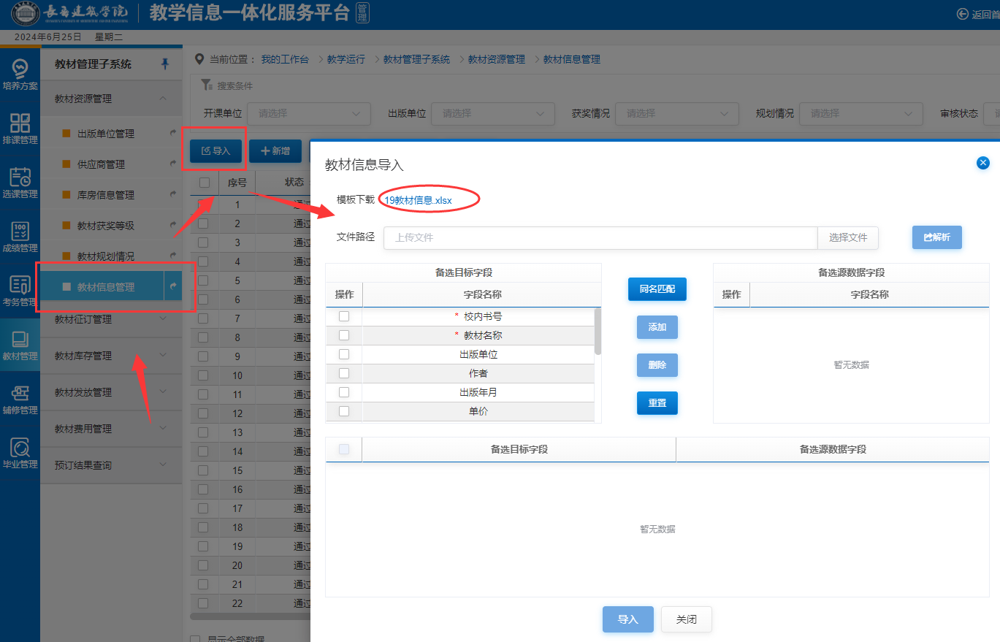 长春建筑学院 教学信息一体化服务平台 管理
返回首
2024年6月25日 星期二
培养方案
排课管理
选课管理
成绩管理
考务管理
教材管理
辅修管理
毕业管理
教材管理子系统
教材资源管理
出版单位管理
供应商管理
库房信息管理
教材获奖等级
教材规划情况
教材信息管理
教材征订管理
教材库存管理
教材发放管理
教材费用管理
预订结果查询
当前位置： 我的工作台 教学运行 教材管理子系统 教材资源管理 教材信息管理
搜索条件
开课单位 请选择 出版单位 请选择 获奖情况 请选择 规划情况 请选择 审核状态
导入 新增
序号 状态
1 通过
2 通过
3 通过
4 通过
5 通过
6 通过
7 通过
8 通过
9 通过
10 通过
11 通过
12 通过
13 通过
14 通过
15 通过
16 通过
17 通过
18 通过
19 通过
20 通过
21 通过
22 通过
显示全部数据
教材信息导入
模板下载 19教材信息.xlsx
文件路径 上传文件 选择文件 解析
备选目标字段
操作 字段名称
* 校内书号
* 教材名称
出版单位
作者
出版年月
单价
同名匹配
添加
删除
重置
备选源数据字段
操作 字段名称
暂无数据
备选目标字段 备选源数据字段
暂无数据
导入 关闭